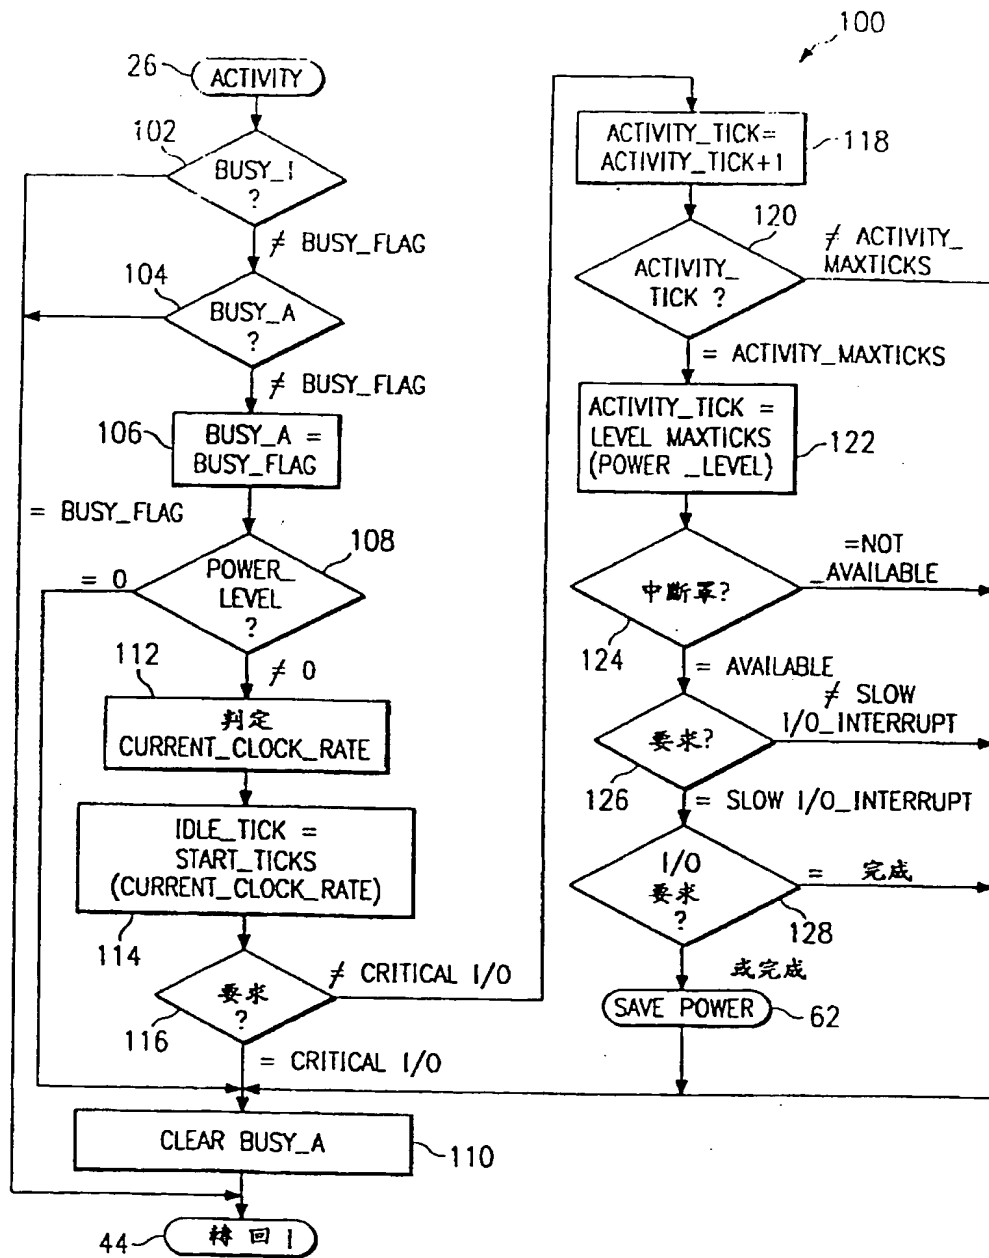 100
26
ACTIVITY
102
BUSY_I
?
≠ BUSY_FLAG
104
BUSY_A
?
≠ BUSY_FLAG
106
BUSY_A =
BUSY_FLAG
= BUSY_FLAG
108
POWER_
LEVEL
?
= 0
≠ 0
112
判定
CURRENT_CLOCK_RATE
IDLE_TICK =
START_TICKS
(CURRENT_CLOCK_RATE)
114
要求
?
116
≠ CRITICAL I/O
= CRITICAL I/O
CLEAR BUSY_A
110
44
轉回 1
ACTIVITY_TICK=
ACTIVITY_TICK+1
118
120
ACTIVITY_
TICK ?
≠ ACTIVITY_
MAXTICKS
= ACTIVITY_MAXTICKS
ACTIVITY_TICK =
LEVEL MAXTICKS
(POWER _LEVEL)
122
中斷罩?
124
=NOT
_AVAILABLE
= AVAILABLE
要求?
126
≠ SLOW
I/O_INTERRUPT
= SLOW I/O_INTERRUPT
I/O
要求
?
128
= 完成
或完成
SAVE POWER
62